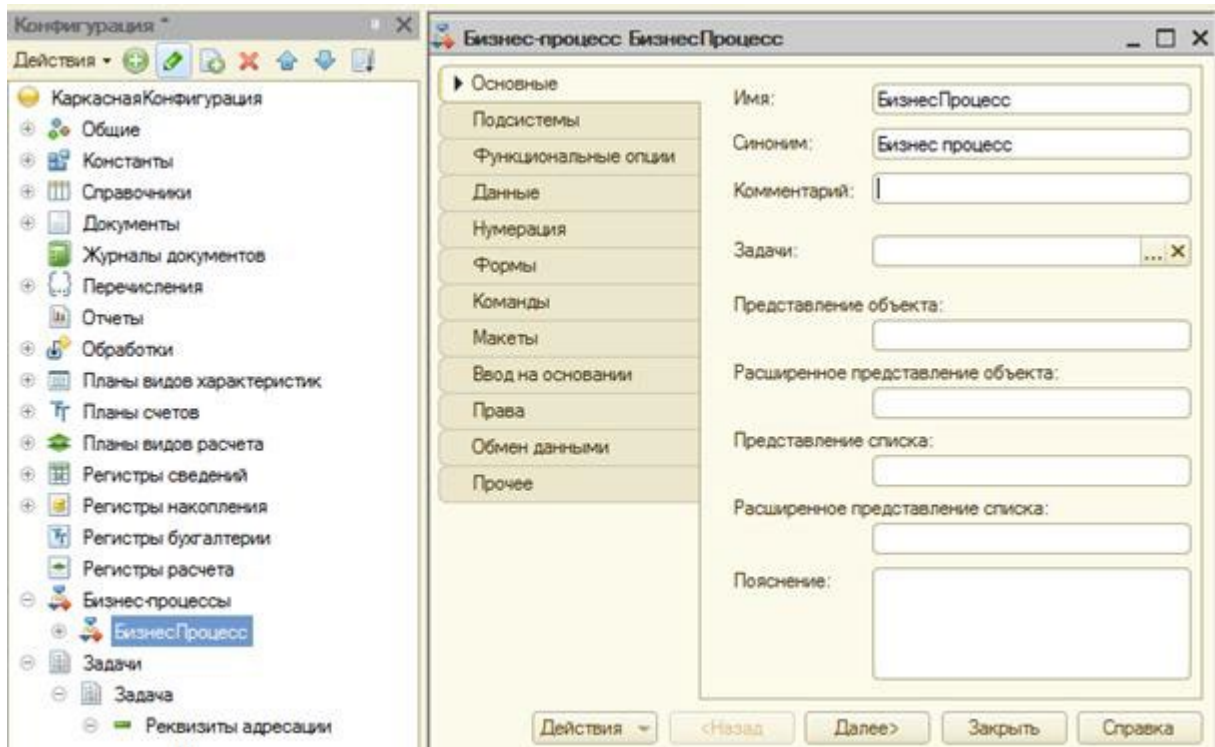 Конфигурация *
Действия
КаркаснаяКонфигурация
Общие
Константы
Справочники
Документы
Журналы документов
Перечисления
Отчеты
Обработки
Планы видов характеристик
Планы счетов
Планы видов расчета
Регистры сведений
Регистры накопления
Регистры бухгалтерии
Регистры расчета
Бизнес-процессы
БизнесПроцесс
Задачи
Задача
Реквизиты адресации
Бизнес-процесс БизнесПроцесс
Основные
Подсистемы
Функциональные опции
Данные
Нумерация
Формы
Команды
Макеты
Ввод на основании
Права
Обмен данными
Прочее
Имя: БизнесПроцесс
Синоним: Бизнес процесс
Комментарий:
Задачи: ...
Представление объекта:
Расширенное представление объекта:
Представление списка:
Расширенное представление списка:
Пояснение:
Действия <Назад Далее> Закрыть Справка